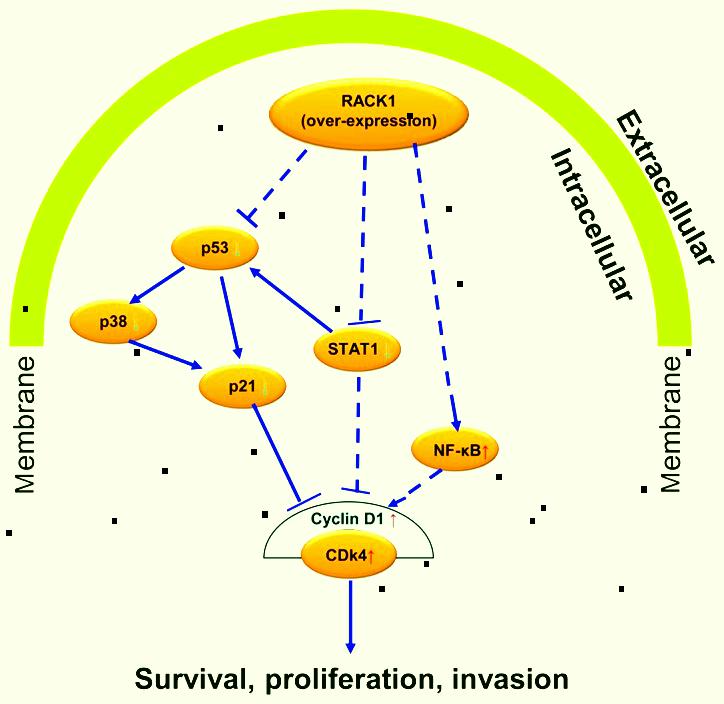 RACK1
(over-expression)
Extracellular
Intracellular
p53↓
p38↓
STAT1↓
p21↓
Membrane
Membrane
NF-κB↑
Cyclin D1↑
CDk4↑
Survival, proliferation, invasion